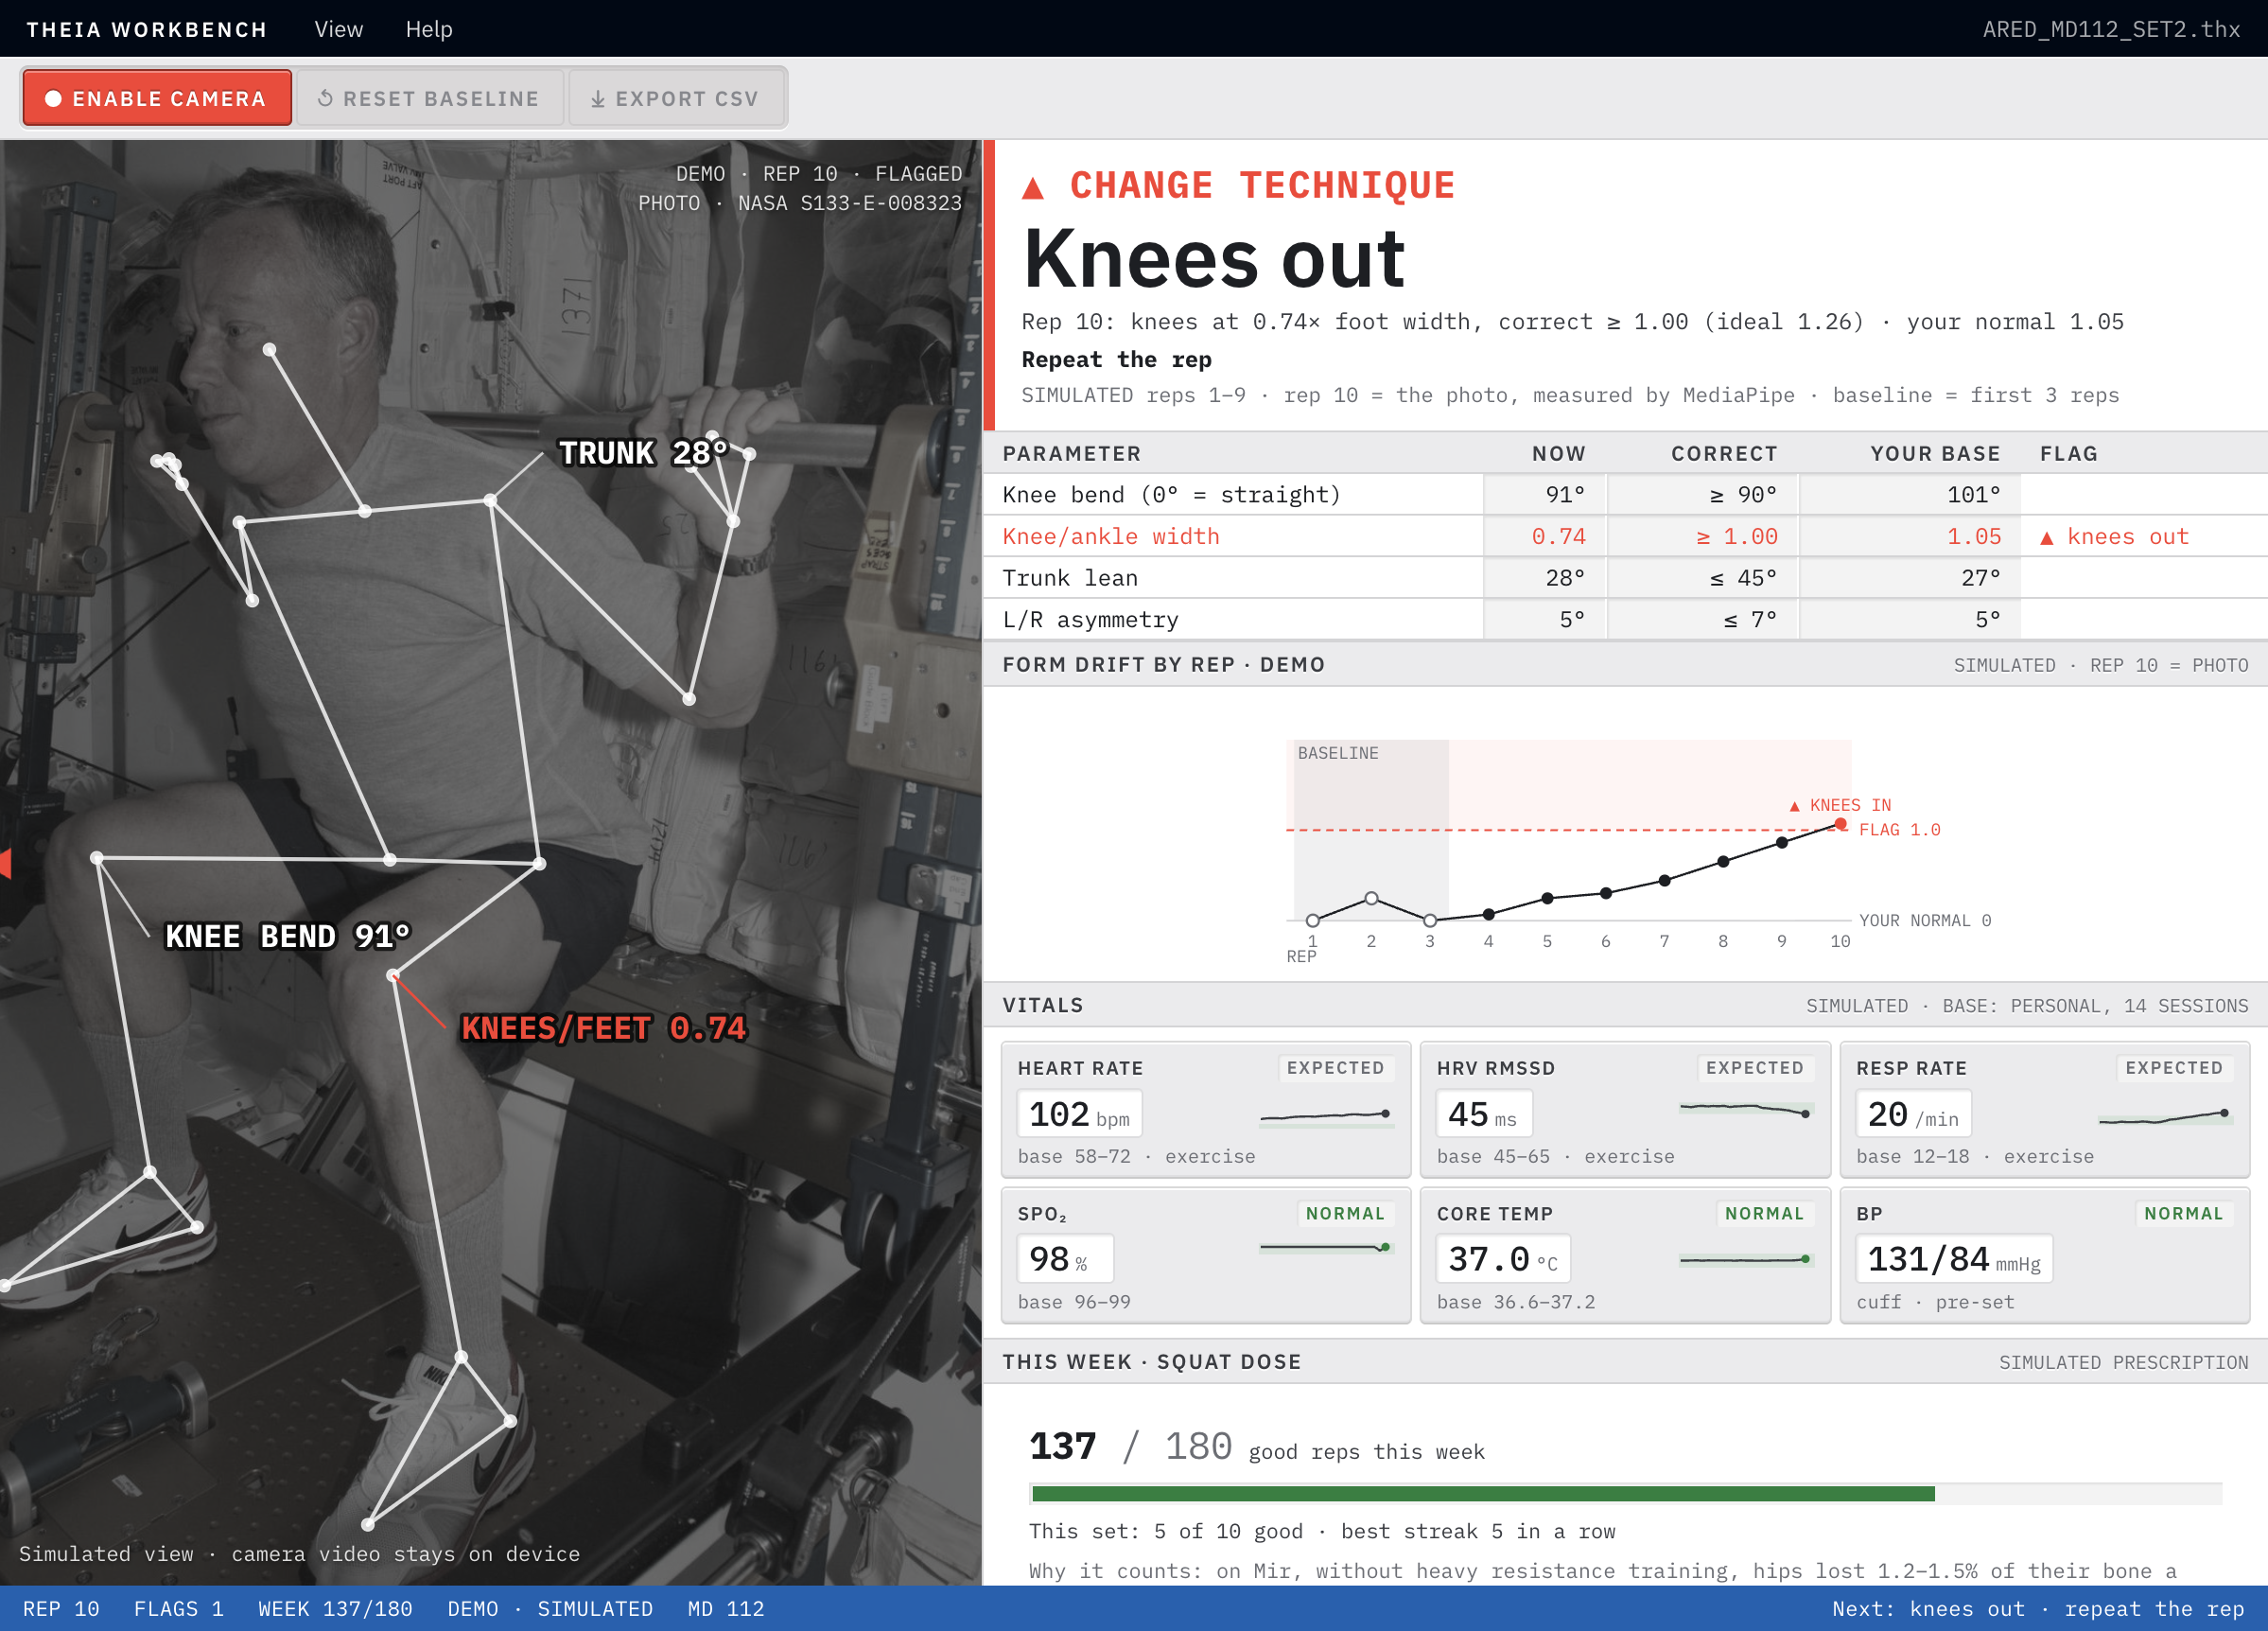 THEIA WORKBENCH View Help ARED_MD112_SET2.thx
ENABLE CAMERA RESET BASELINE EXPORT CSV
DEMO · REP 10 · FLAGGED
PHOTO · NASA S133-E-008323
TRUNK 28°
KNEE BEND 91°
KNEES/FEET 0.74
Simulated view · camera video stays on device
▲ CHANGE TECHNIQUE
Knees out
Rep 10: knees at 0.74× foot width, correct ≥ 1.00 (ideal 1.26) · your normal 1.05
Repeat the rep
SIMULATED reps 1–9 · rep 10 = the photo, measured by MediaPipe · baseline = first 3 reps
PARAMETER NOW CORRECT YOUR BASE FLAG
Knee bend (0° = straight) 91° ≥ 90° 101°
Knee/ankle width 0.74 ≥ 1.00 1.05 ▲ knees out
Trunk lean 28° ≤ 45° 27°
L/R asymmetry 5° ≤ 7° 5°
FORM DRIFT BY REP · DEMO SIMULATED · REP 10 = PHOTO
BASELINE
▲ KNEES IN
FLAG 1.0
YOUR NORMAL 0
1 2 3 4 5 6 7 8 9 10
REP
VITALS SIMULATED · BASE: PERSONAL, 14 SESSIONS
HEART RATE EXPECTED
102 bpm
base 58–72 · exercise
HRV RMSSD EXPECTED
45 ms
base 45–65 · exercise
RESP RATE EXPECTED
20 /min
base 12–18 · exercise
SPO₂ NORMAL
98 %
base 96–99
CORE TEMP NORMAL
37.0 °C
base 36.6–37.2
BP NORMAL
131/84 mmHg
cuff · pre-set
THIS WEEK · SQUAT DOSE SIMULATED PRESCRIPTION
137 / 180 good reps this week
This set: 5 of 10 good · best streak 5 in a row
Why it counts: on Mir, without heavy resistance training, hips lost 1.2–1.5% of their bone a
REP 10 FLAGS 1 WEEK 137/180 DEMO · SIMULATED MD 112 Next: knees out · repeat the rep